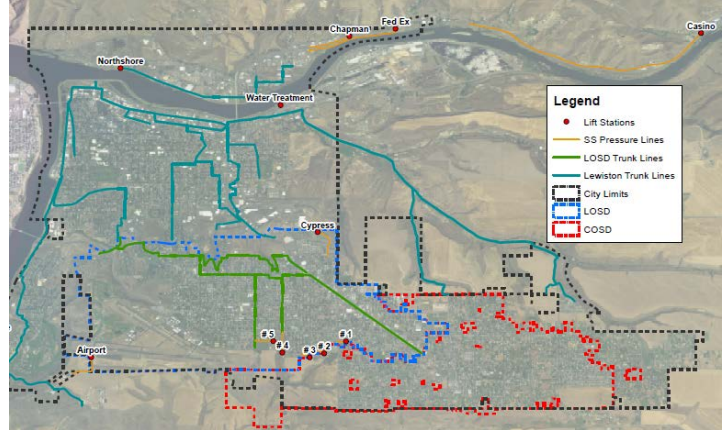 Fed Ex
Chapman
Casino
Northshore
Water Treatment
Legend
Lift Stations
SS Pressure Lines
LOSD Trunk Lines
Lewiston Trunk Lines
City Limits
LOSD
COSD
Cypress
# 5
# 1
# 4
# 2
# 3
Airport